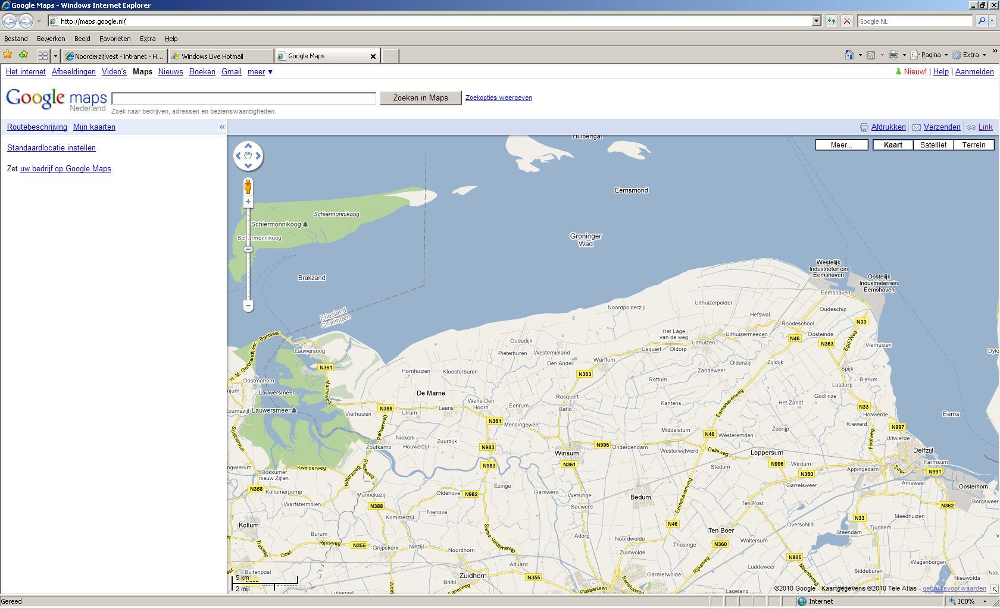 Google Maps - Windows Internet Explorer
http://maps.google.nl/
Google NL
Bestand Bewerken Beeld Favorieten Extra Help
Noorderzijlvest - intranet - H...
Windows Live Hotmail
Google Maps
Pagina
Extra
Het internet Afbeeldingen Video's Maps Nieuws Boeken Gmail meer ▼
Nieuw! | Help | Aanmelden
Google maps
Nederland
Zoeken in Maps
Zoekopties weergeven
Zoek naar bedrijven, adressen en bezienswaardigheden.
Routebeschrijving Mijn kaarten
«
Afdrukken Verzenden Link
Standaardlocatie instellen
Zet uw bedrijf op Google Maps
Meer...
Kaart Satelliet Terrein
Huibertgat
Eemsmond
Schiermonnikoog
Schiermonnikoog
Schiermonnikoog
Groninger
Wad
Brakzand
Friesland
Groningen
Westelijk
Industrieterrein
Eemshaven
Oostelijk
Industrieterrein
Eemshaven
Eemshaven
Noordpolderzijl
Uithuizerpolder
Oudeschip
Hefswal
Roodeschool
N33
Het Lage
van de weg
Uithuizermeeden
Oosteinde
Bantswei
Oudedijk
Uithuizen
N46
N363
Egd-Weg
Vierhuizen
Lauwersoog
Pieterburen
Westernieland
Usquert
Oldorp
H. M. Gerbrandijwei
Den Andel
Warffum
Oldenzijl
Zijldijk
N361
Hornhuizen
Kloosterburen
N363
Zandeweer
Spijk
Oostmahorn
Marneweg
Rottum
Bierum
Losdorp
Lauwersmeer
De Marne
Rasquert
Eemshavenweg
Godlinze
Lauwersmeer
Vierhuizen
N388
Ulrum
Leens
Wehe Den
Hoorn
Eenrum
Baflo
Kantens
Het Zandt
N33
Holwierde
Eems
N361
Mensingeweer
Krewerd
N997
Panserweg
Middelstum
Zeerijp
Niekerk
Zuurdijk
N46
Westeremden
Uitwierde
Zoutkamp
Houwerzijl
N983
N996
Onderdendam
Westerwijtwerd
Delleweg
Fivelweg
Delfzijl
Winsum
Loppersum
N983
N361
N996
Wirdum
Farmsum
Kwelderweg
Stedum
Appingedam
N991
Dokkumer
nieuw Zijlen
N360
Amsweer
N358
Kollumerpomp
Munnekezijl
Oldehove
N982
Ezinge
Garnwerd
Wetsinge
Bedum
Garrelsweer
Oosterhorn
Warfstermolen
N388
Niehove
Sauwerd
Eemshavenweg
Ten Post
N362
Borgsweer
Kollum
Kommerzijl
N46
N33
Meedhuizen
Overschild
Tjuchem
Steendam
Burum
Sietse Veldstraweg
Adorp
Noordwolde
Ten Boer
Woltersum
Trekweg
Rijksweg
N355
Grijpskerk
Niezijl
Noordhorn
Thesinge
N360
Oost
Zuidwolde
N865
Wagenborgen
Buitenpost
Aduard
Rijksweg
Luddeweer
Meenteweg
Siddeburen
Zuidhorn
N355
Garmerwolde
Nieuwolda
Briltil
Beneluxweg
5 km
2 mijl
Lutjegast
Plataanlaan
Lageland
©2010 Google - Kaartgegevens ©2010 Tele Atlas - gebruiksvoorwaarden
Gereed
Internet
100%